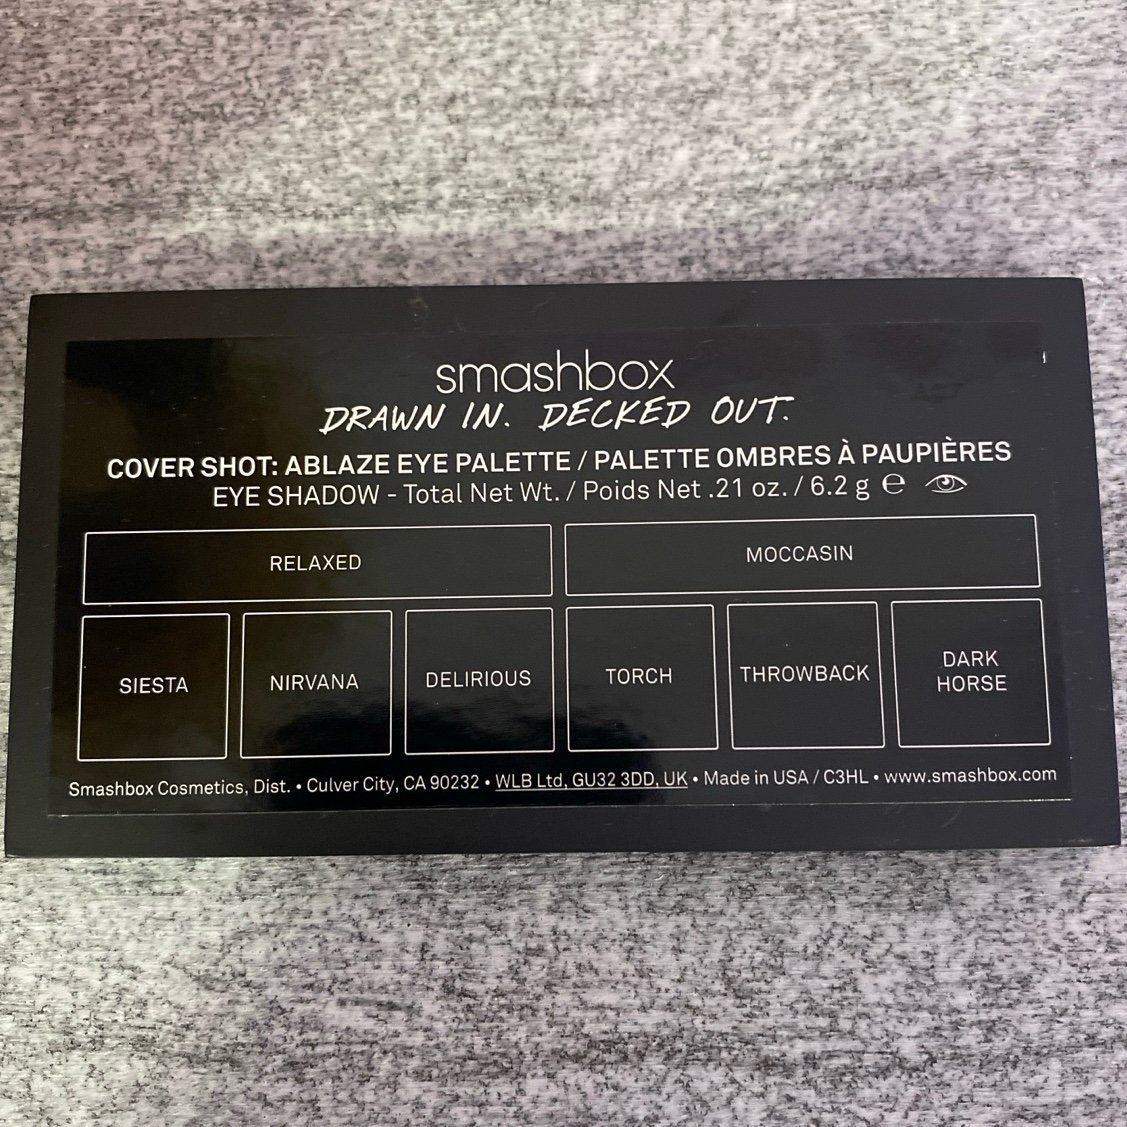 smashbox
DRAWN IN. DECKED OUT.
COVER SHOT: ABLAZE EYE PALETTE / PALETTE OMBRES À PAUPIÈRES
EYE SHADOW - Total Net Wt. / Poids Net .21 oz. / 6.2 g ℮
RELAXED
MOCCASIN
SIESTA
NIRVANA
DELIRIOUS
TORCH
THROWBACK
DARK
HORSE
Smashbox Cosmetics, Dist. • Culver City, CA 90232 • WLB Ltd, GU32 3DD, UK • Made in USA / C3HL • www.smashbox.com